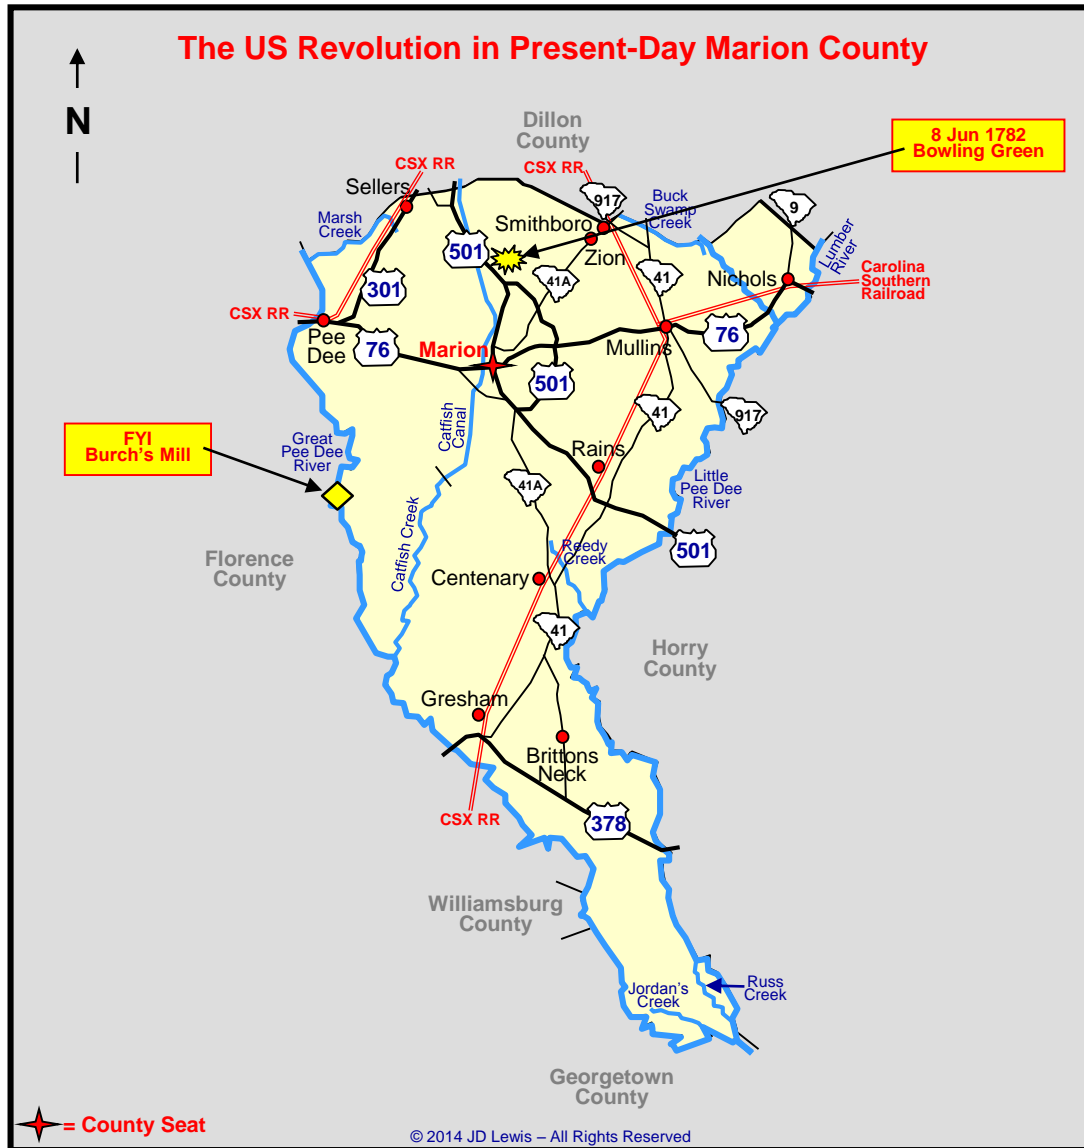 The US Revolution in Present-Day Marion County
N
Dillon
County
8 Jun 1782
Bowling Green
CSX RR
CSX RR
Sellers
917
Buck
Swamp
Creek
9
Marsh
Creek
Smithboro
Zion
501
Lumber
River
41A
41
Nichols
Carolina
Southern
Railroad
301
CSX RR
Pee
Dee
76
Marion
Mullins
76
501
41
917
Catfish
Canal
FYI
Burch's Mill
Great
Pee Dee
River
Rains
41A
Little
Pee Dee
River
501
Catfish Creek
Reedy
Creek
Florence
County
Centenary
41
Horry
County
Gresham
Brittons
Neck
CSX RR
378
Williamsburg
County
Jordan's
Creek
Russ
Creek
Georgetown
County
= County Seat
© 2014 JD Lewis – All Rights Reserved